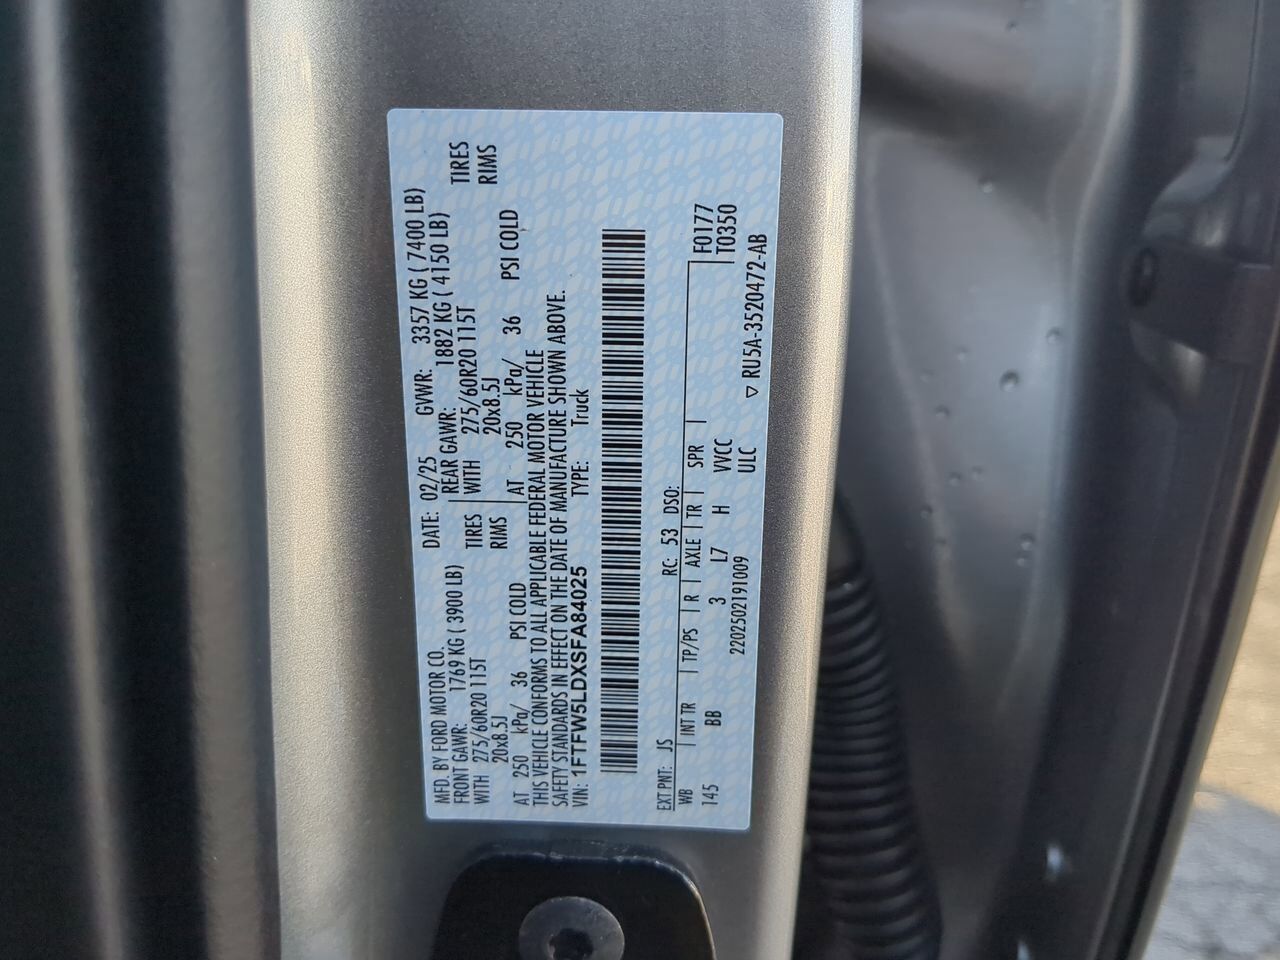 MFD. BY FORD MOTOR CO.
DATE: 02/25 GVWR: 3357 KG ( 7400 LB)
FRONT GAWR: 1769 KG ( 3900 LB)
REAR GAWR: 1882 KG ( 4150 LB)
WITH 275/60R20 115T TIRES
WITH 275/60R20 115T TIRES
20x8.5J RIMS
20x8.5J RIMS
AT 250 kPa/ 36 PSI COLD
AT 250 kPa/ 36 PSI COLD
THIS VEHICLE CONFORMS TO ALL APPLICABLE FEDERAL MOTOR VEHICLE
SAFETY STANDARDS IN EFFECT ON THE DATE OF MANUFACTURE SHOWN ABOVE.
VIN: 1FTFW5LDXSFA84025 TYPE: Truck
EXT PNT: JS RC: 53 DSO: F0177
WB | INT TR | TP/PS | R | AXLE | TR | SPR | T0350
145 BB 3 L7 H VVCC
2202502191009 ULC ▽ RU5A-3520472-AB